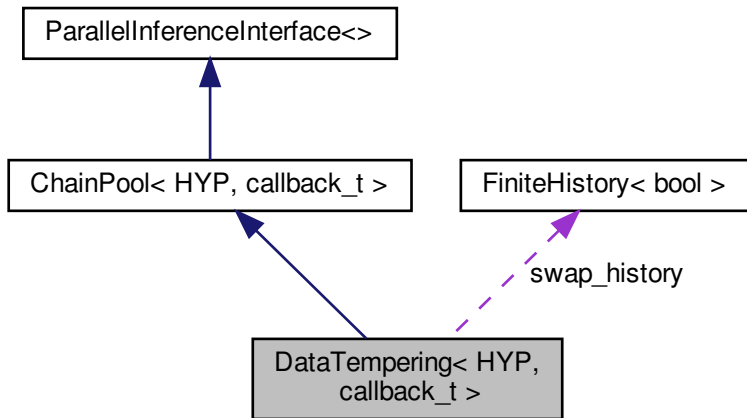 ParallelInferenceInterface<>
ChainPool< HYP, callback_t >
FiniteHistory< bool >
swap_history
DataTempering< HYP,
callback_t >